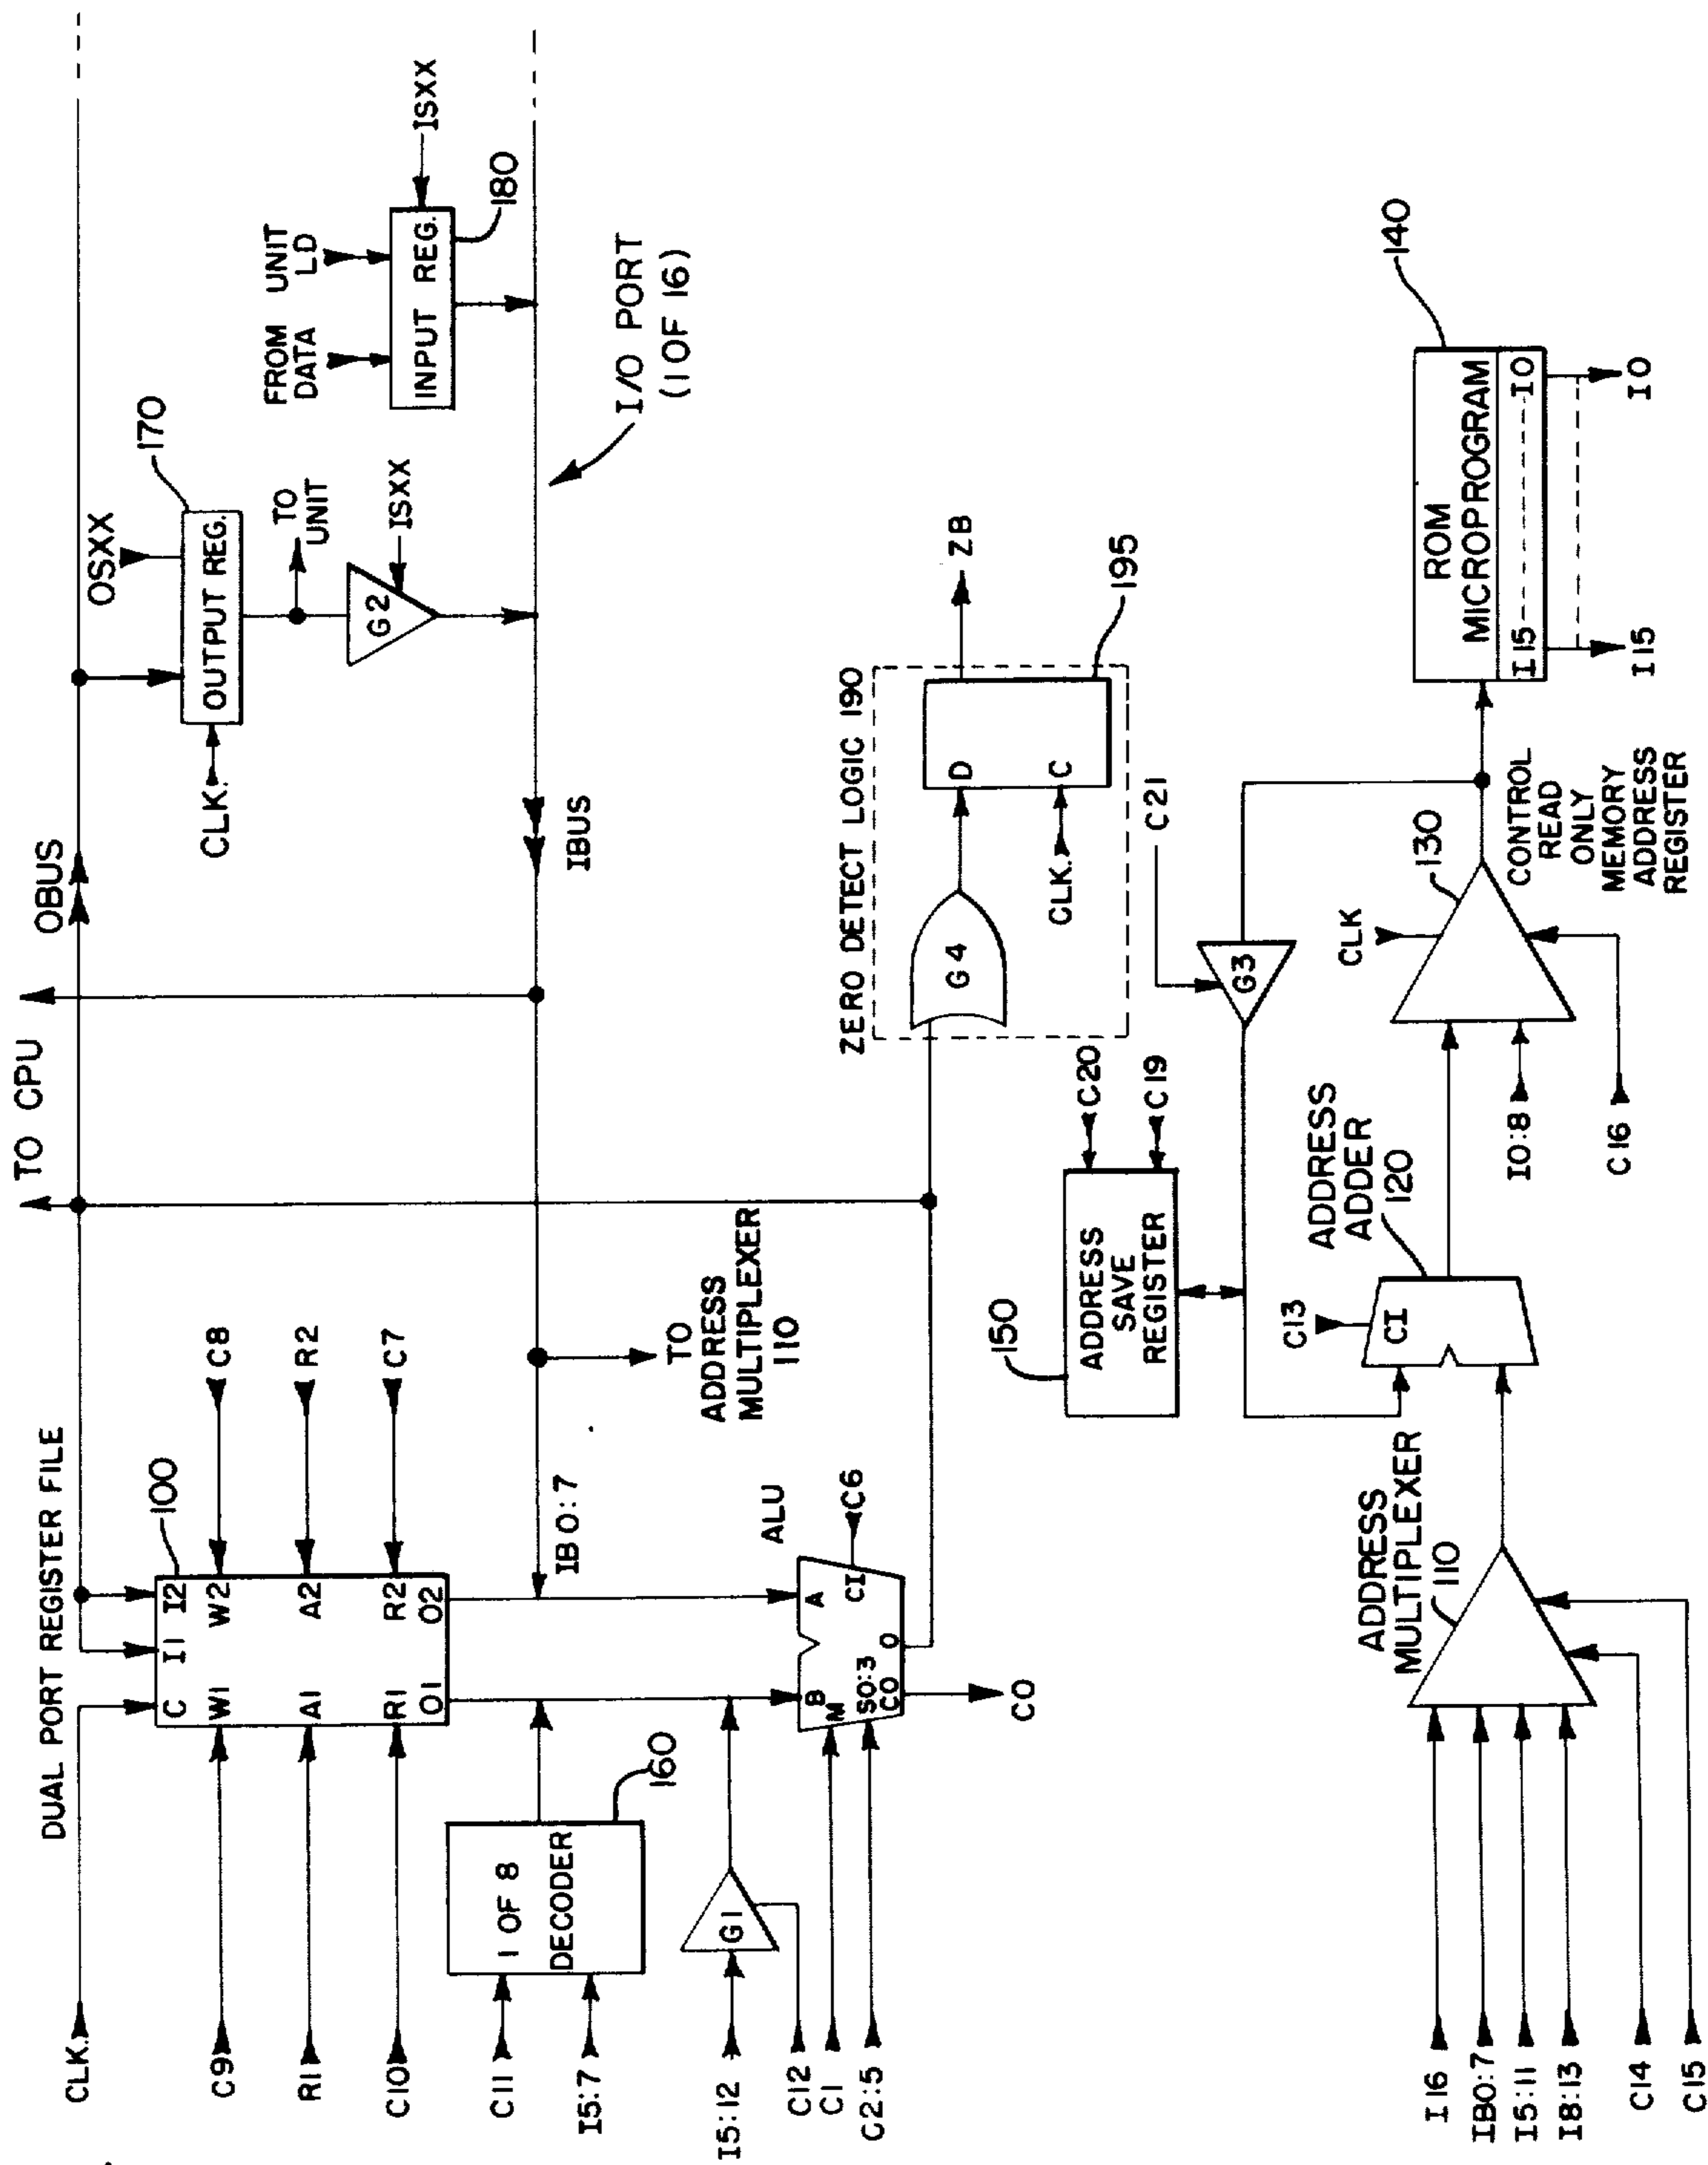 CLK.
C9
R1
C10
C11
I5:7
I5:12
C12
C1
C2:5
DUAL PORT REGISTER FILE
100
C I1 I2
W1 W2
A1 A2
R1 R2
O1 O2
C8
R2
C7
1 OF 8
DECODER
160
G1
IB 0:7
ALU
B A
M CI
S0:3
CO O
C6
CO
TO
ADDRESS
MULTIPLEXER
110
TO CPU
OBUS
IBUS
OSXX
170
CLK.
OUTPUT REG.
TO
UNIT
G2
ISXX
FROM UNIT
DATA LD
INPUT REG.
ISXX
180
I/O PORT
(1 OF 16)
ZERO DETECT LOGIC 190
G4
D
C
CLK.
ZB
195
I16
IB0:7
I5:11
I8:13
C14
C15
ADDRESS
MULTIPLEXER
110
150
ADDRESS
SAVE
REGISTER
C20
C19
C21
G3
C13
CI
ADDRESS
ADDER
120
CLK
130
I0:8
C16
CONTROL
READ
ONLY
MEMORY
ADDRESS
REGISTER
140
ROM
MICROPROGRAM
I15 I0
I15 I0